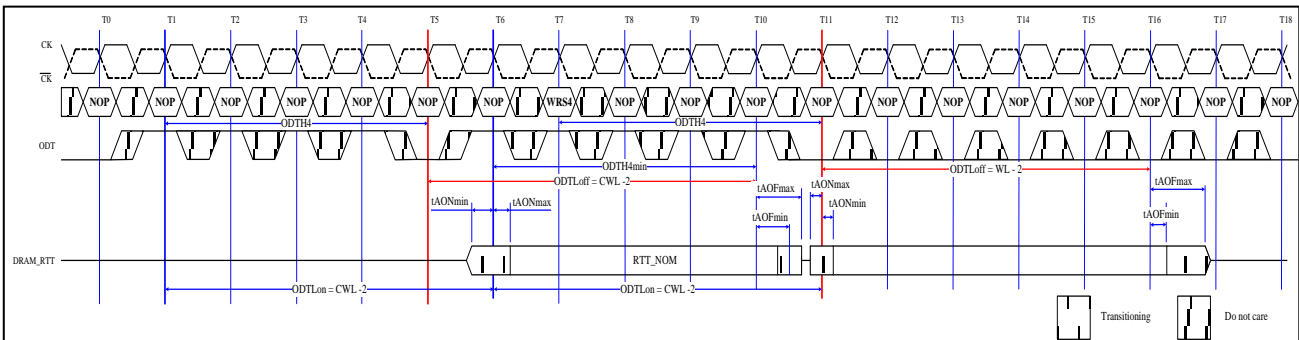 T0 T1 T2 T3 T4 T5 T6 T7 T8 T9 T10 T11 T12 T13 T14 T15 T16 T17 T18
CK
CK
NOP NOP NOP NOP NOP NOP NOP WRS4 NOP NOP NOP NOP NOP NOP NOP NOP NOP NOP NOP
ODTH4 ODTH4
ODT
ODTH4min
ODTLoff = CWL -2 ODTLoff = WL - 2
tAONmin tAONmax tAOFmax tAONmax tAONmin tAOFmax
tAOFmin tAOFmin
DRAM_RTT RTT_NOM
ODTLon = CWL -2 ODTLon = CWL -2
Transitioning Do not care